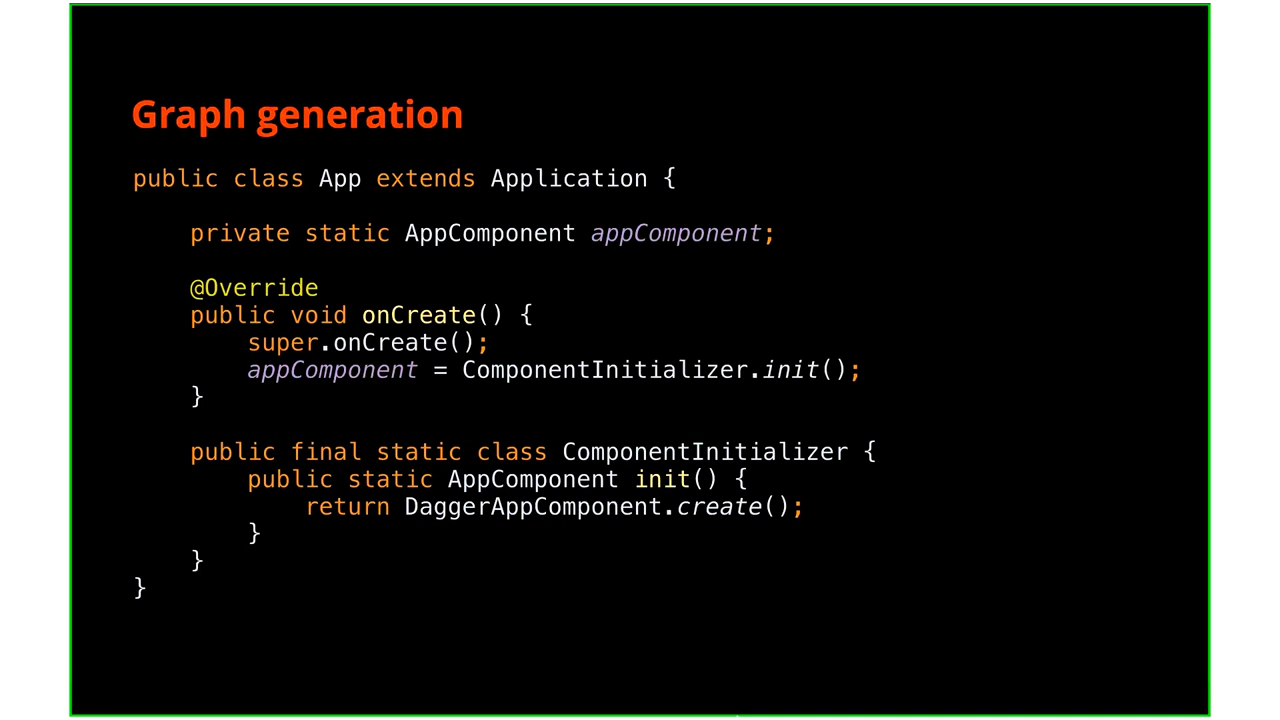 Graph generation
public class App extends Application {
private static AppComponent appComponent;
@Override
public void onCreate() {
super.onCreate();
appComponent = ComponentInitializer.init();
}
public final static class ComponentInitializer {
public static AppComponent init() {
return DaggerAppComponent.create();
}
}
}